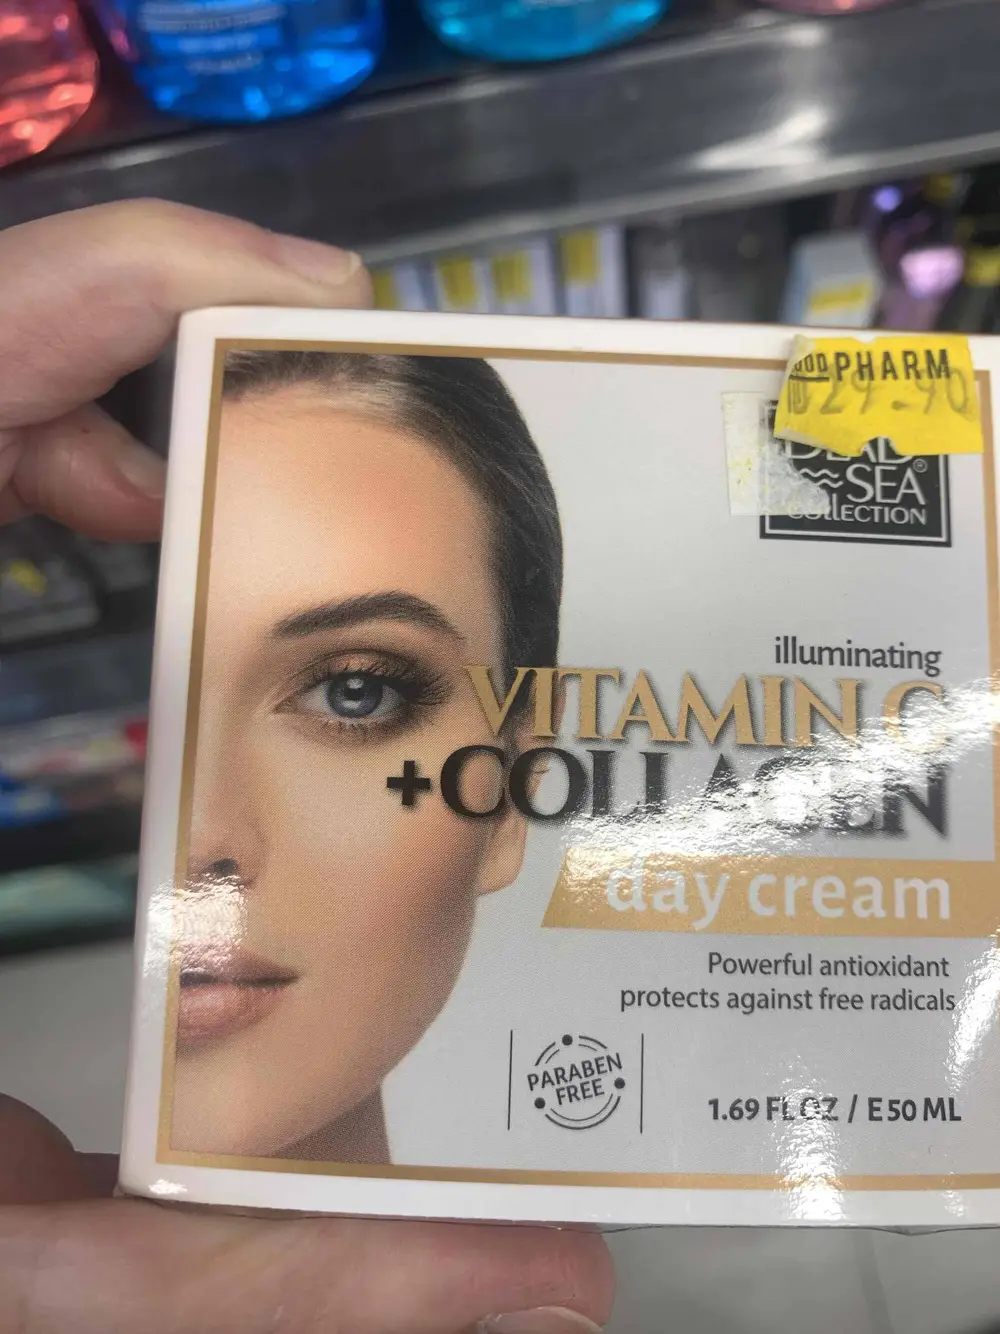 PHARM
29.90
DEAD
SEA®
COLLECTION
illuminating
VITAMIN C
+COLLAGEN
day cream
Powerful antioxidant
protects against free radicals
PARABEN
FREE
1.69 FL OZ / E 50 ML